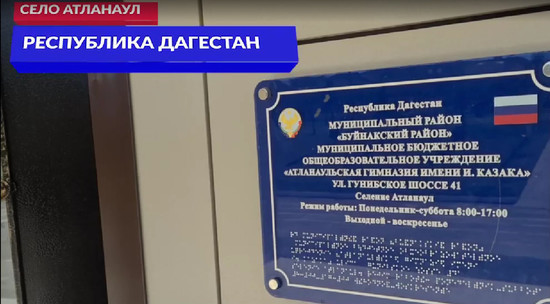 СЕЛО АТЛАНАУЛ
РЕСПУБЛИКА ДАГЕСТАН
Республика Дагестан
МУНИЦИПАЛЬНЫЙ РАЙОН
«БУЙНАКСКИЙ РАЙОН»
МУНИЦИПАЛЬНОЕ БЮДЖЕТНОЕ
ОБЩЕОБРАЗОВАТЕЛЬНОЕ УЧРЕЖДЕНИЕ
«АТЛАНАУЛЬСКАЯ ГИМНАЗИЯ ИМЕНИ И. КАЗАКА»
УЛ. ГУНИБСКОЕ ШОССЕ 41
Селение Атланаул
Режим работы: Понедельник-суббота 8:00-17:00
Выходной - воскресенье